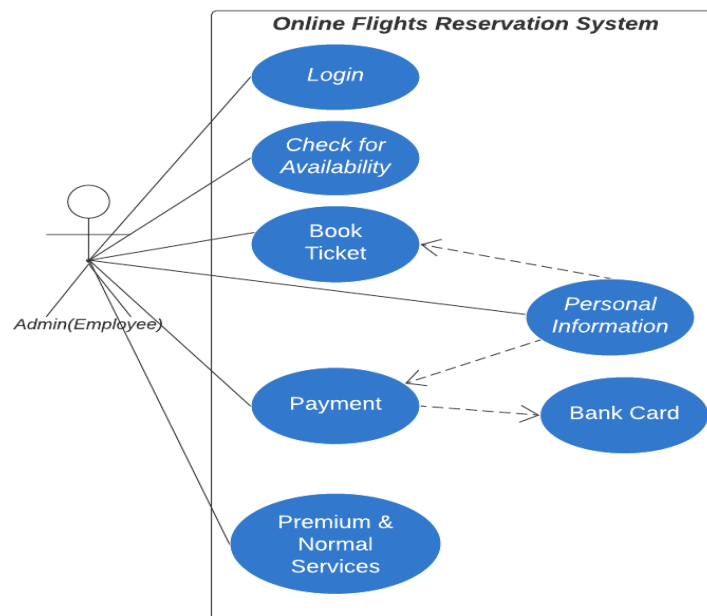 Online Flights Reservation System
Login
Check for
Availability
Book
Ticket
Personal
Information
Admin(Employee)
Payment
Bank Card
Premium &
Normal
Services